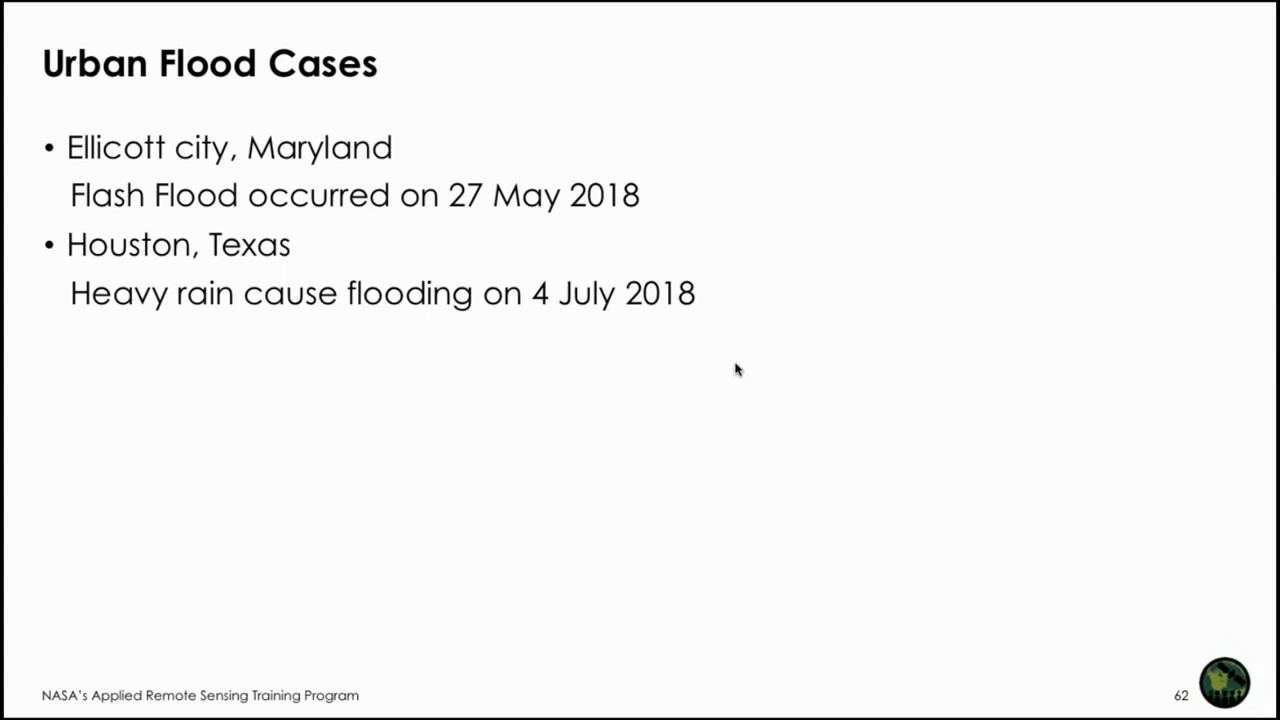 Urban Flood Cases
• Ellicott city, Maryland
Flash Flood occurred on 27 May 2018
• Houston, Texas
Heavy rain cause flooding on 4 July 2018
NASA's Applied Remote Sensing Training Program
62